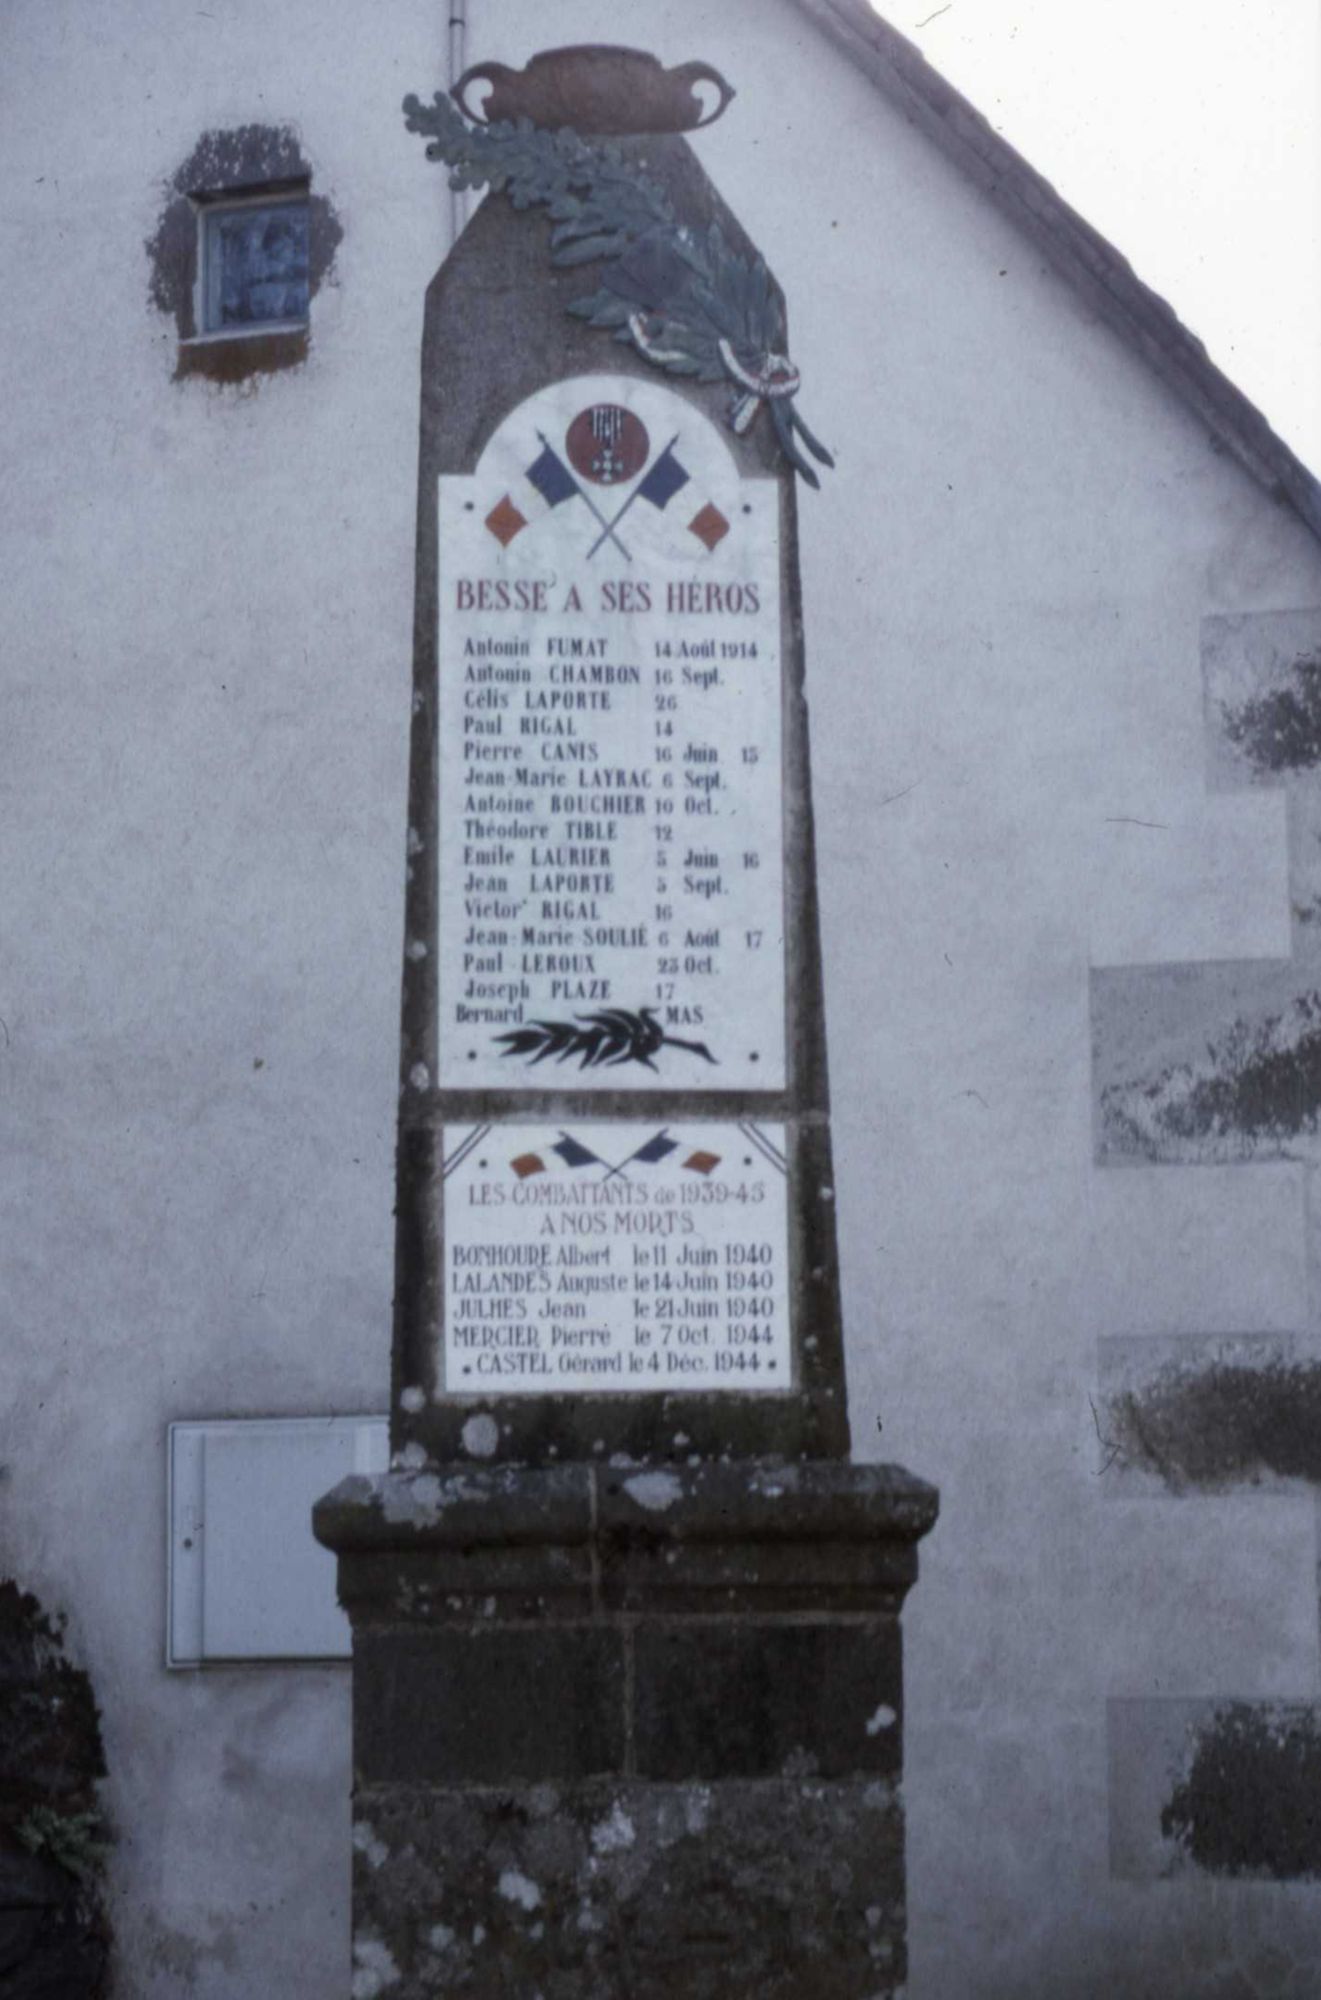 BESSE A SES HÉROS
Antonin FUMAT 14 Août 1914
Antonin CHAMBON 16 Sept.
Célis LAPORTE 26
Paul RIGAL 14
Pierre CANIS 16 Juin 15
Jean-Marie LAYRAC 6 Sept.
Antoine BOUCHIER 10 Oct.
Théodore TIBLE 12
Emile LAURIER 5 Juin 16
Jean LAPORTE 5 Sept.
Victor RIGAL 16
Jean-Marie SOULIÉ 6 Août 17
Paul LEROUX 23 Oct.
Joseph PLAZE 17
Bernard MAS
LES COMBATTANTS de 1939-45
A NOS MORTS
BONHOURE Albert le 11 Juin 1940
LALANDES Auguste le 14 Juin 1940
JULHES Jean le 21 Juin 1940
MERCIER Pierre le 7 Oct. 1944
CASTEL Gérard le 4 Déc. 1944